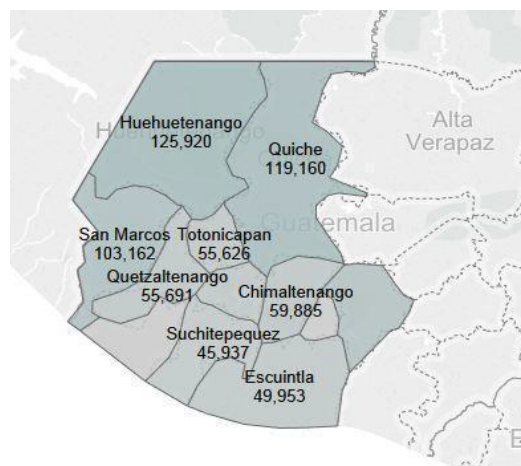 Huehuetenango
125,920
Quiche
119,160
Alta
Verapaz
Guatemala
San Marcos
103,162
Totonicapan
55,626
Quetzaltenango
55,691
Chimaltenango
59,885
Suchitepequez
45,937
Escuintla
49,953